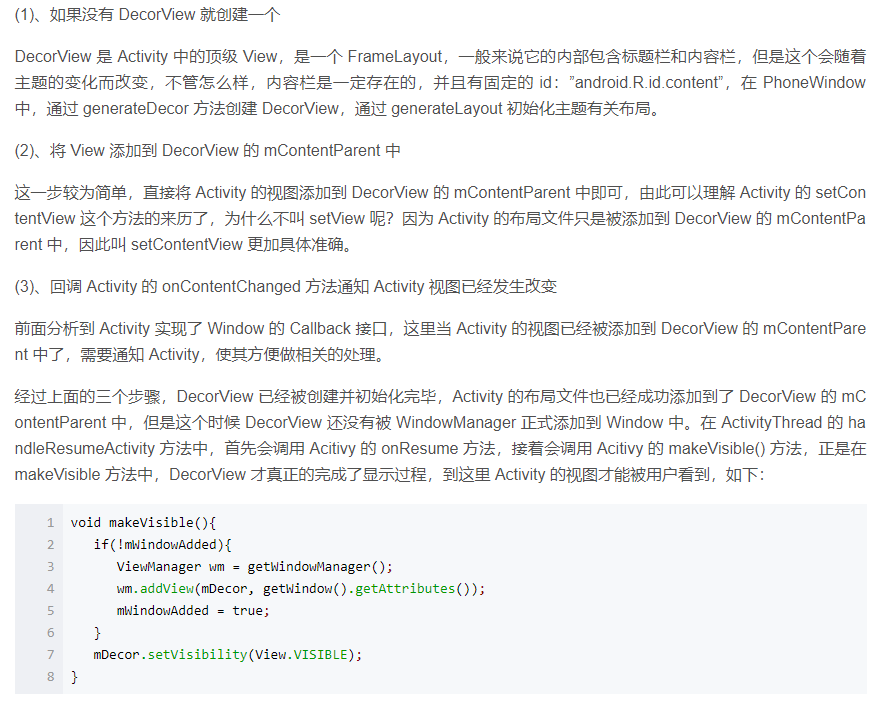 (1)、如果没有 DecorView 就创建一个
DecorView 是 Activity 中的顶级 View，是一个 FrameLayout，一般来说它的内部包含标题栏和内容栏，但是这个会随着
主题的变化而改变，不管怎么样，内容栏是一定存在的，并且有固定的 id：”android.R.id.content”，在 PhoneWindow
中，通过 generateDecor 方法创建 DecorView，通过 generateLayout 初始化主题有关布局。
(2)、将 View 添加到 DecorView 的 mContentParent 中
这一步较为简单，直接将 Activity 的视图添加到 DecorView 的 mContentParent 中即可，由此可以理解 Activity 的 setCon
tentView 这个方法的来历了，为什么不叫 setView 呢？因为 Activity 的布局文件只是被添加到 DecorView 的 mContentPa
rent 中，因此叫 setContentView 更加具体准确。
(3)、回调 Activity 的 onContentChanged 方法通知 Activity 视图已经发生改变
前面分析到 Activity 实现了 Window 的 Callback 接口，这里当 Activity 的视图已经被添加到 DecorView 的 mContentPare
nt 中了，需要通知 Activity，使其方便做相关的处理。
经过上面的三个步骤，DecorView 已经被创建并初始化完毕，Activity 的布局文件也已经成功添加到了 DecorView 的 mC
ontentParent 中，但是这个时候 DecorView 还没有被 WindowManager 正式添加到 Window 中。在 ActivityThread 的 ha
ndleResumeActivity 方法中，首先会调用 Acitivy 的 onResume 方法，接着会调用 Acitivy 的 makeVisible() 方法，正是在
makeVisible 方法中，DecorView 才真正的完成了显示过程，到这里 Activity 的视图才能被用户看到，如下：
1 void makeVisible(){
2    if(!mWindowAdded){
3       ViewManager wm = getWindowManager();
4       wm.addView(mDecor, getWindow().getAttributes());
5       mWindowAdded = true;
6    }
7    mDecor.setVisibility(View.VISIBLE);
8 }